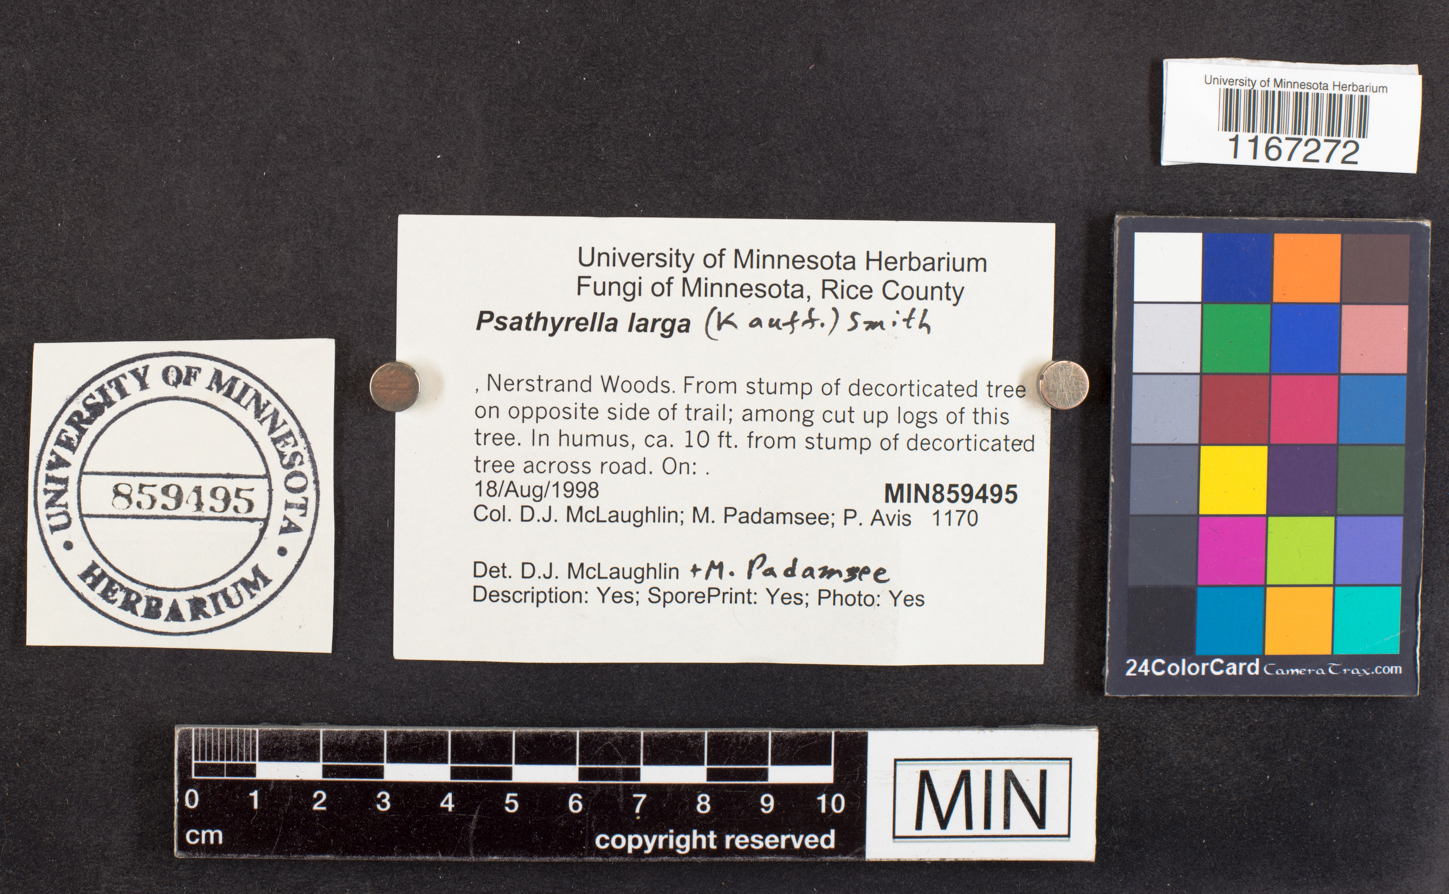 University of Minnesota Herbarium
1167272
University of Minnesota Herbarium
Fungi of Minnesota, Rice County
Psathyrella larga (Kauff.) Smith
, Nerstrand Woods. From stump of decorticated tree
on opposite side of trail; among cut up logs of this
tree. In humus, ca. 10 ft. from stump of decorticated
tree across road. On: .
18/Aug/1998 MIN859495
Col. D.J. McLaughlin; M. Padamsee; P. Avis 1170
Det. D.J. McLaughlin + M. Padamsee
Description: Yes; SporePrint: Yes; Photo: Yes
UNIVERSITY OF MINNESOTA
859495
• HERBARIUM •
24ColorCard CameraTrax.com
0 1 2 3 4 5 6 7 8 9 10
cm copyright reserved
MIN